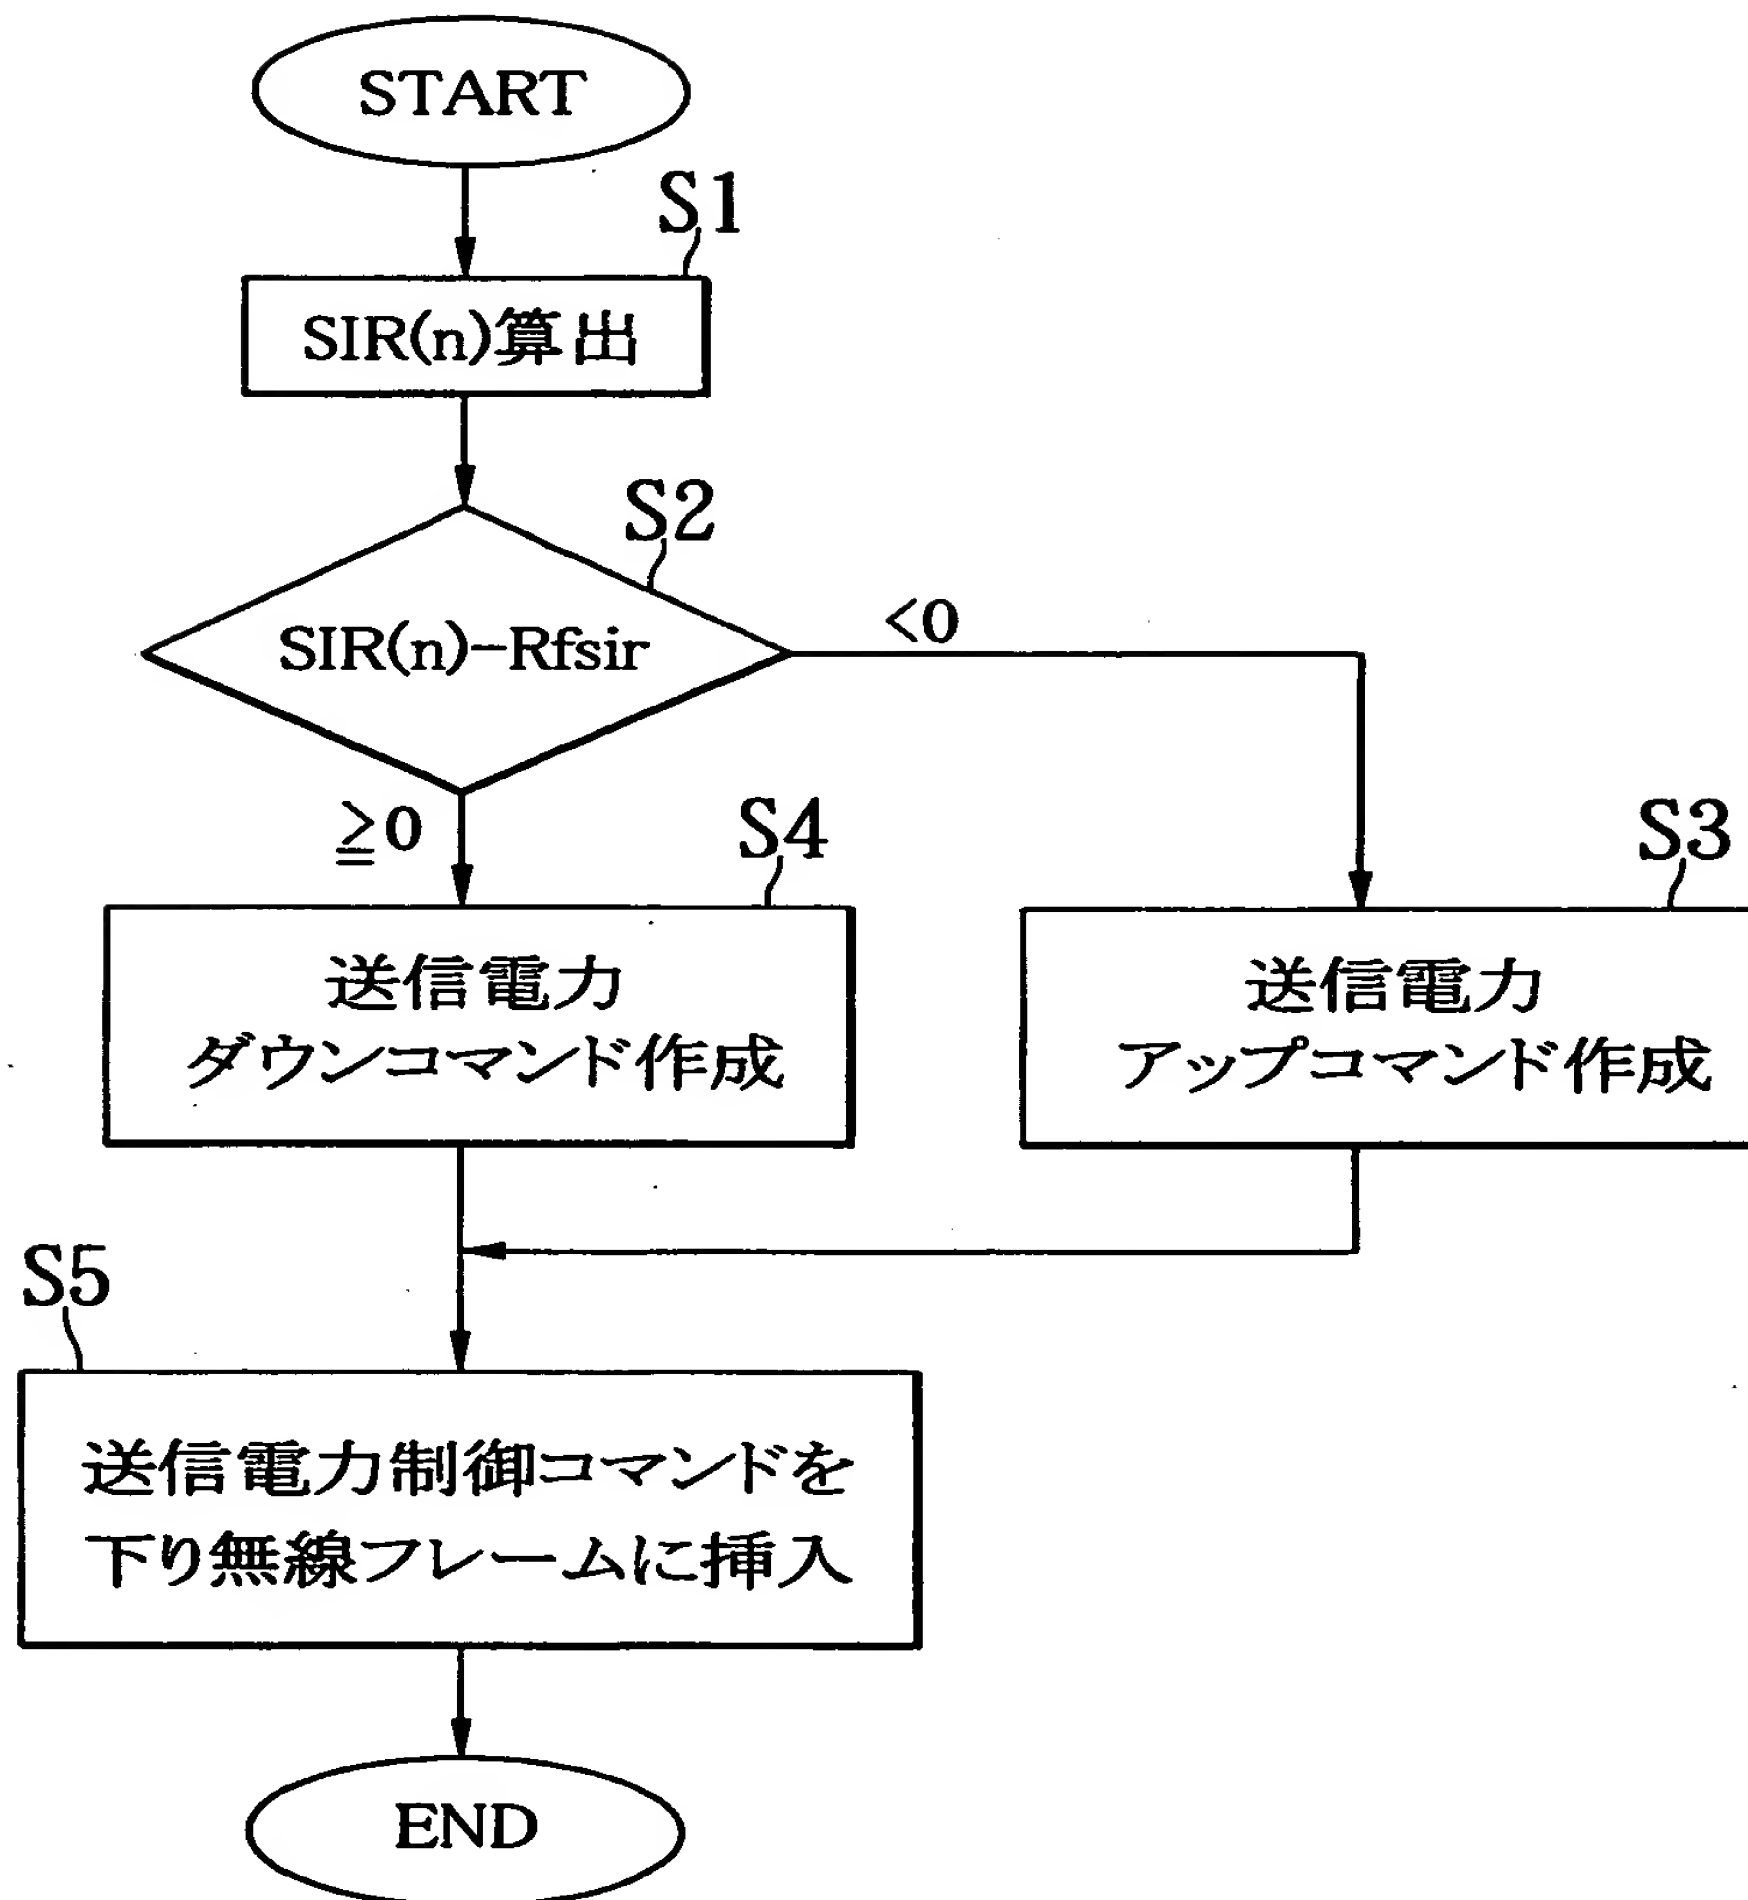 START
S1
SIR(n)算出
S2
SIR(n)-Rfsir
<0
≧0
S4
送信電力
ダウンコマンド作成
S3
送信電力
アップコマンド作成
S5
送信電力制御コマンドを
下り無線フレームに挿入
END